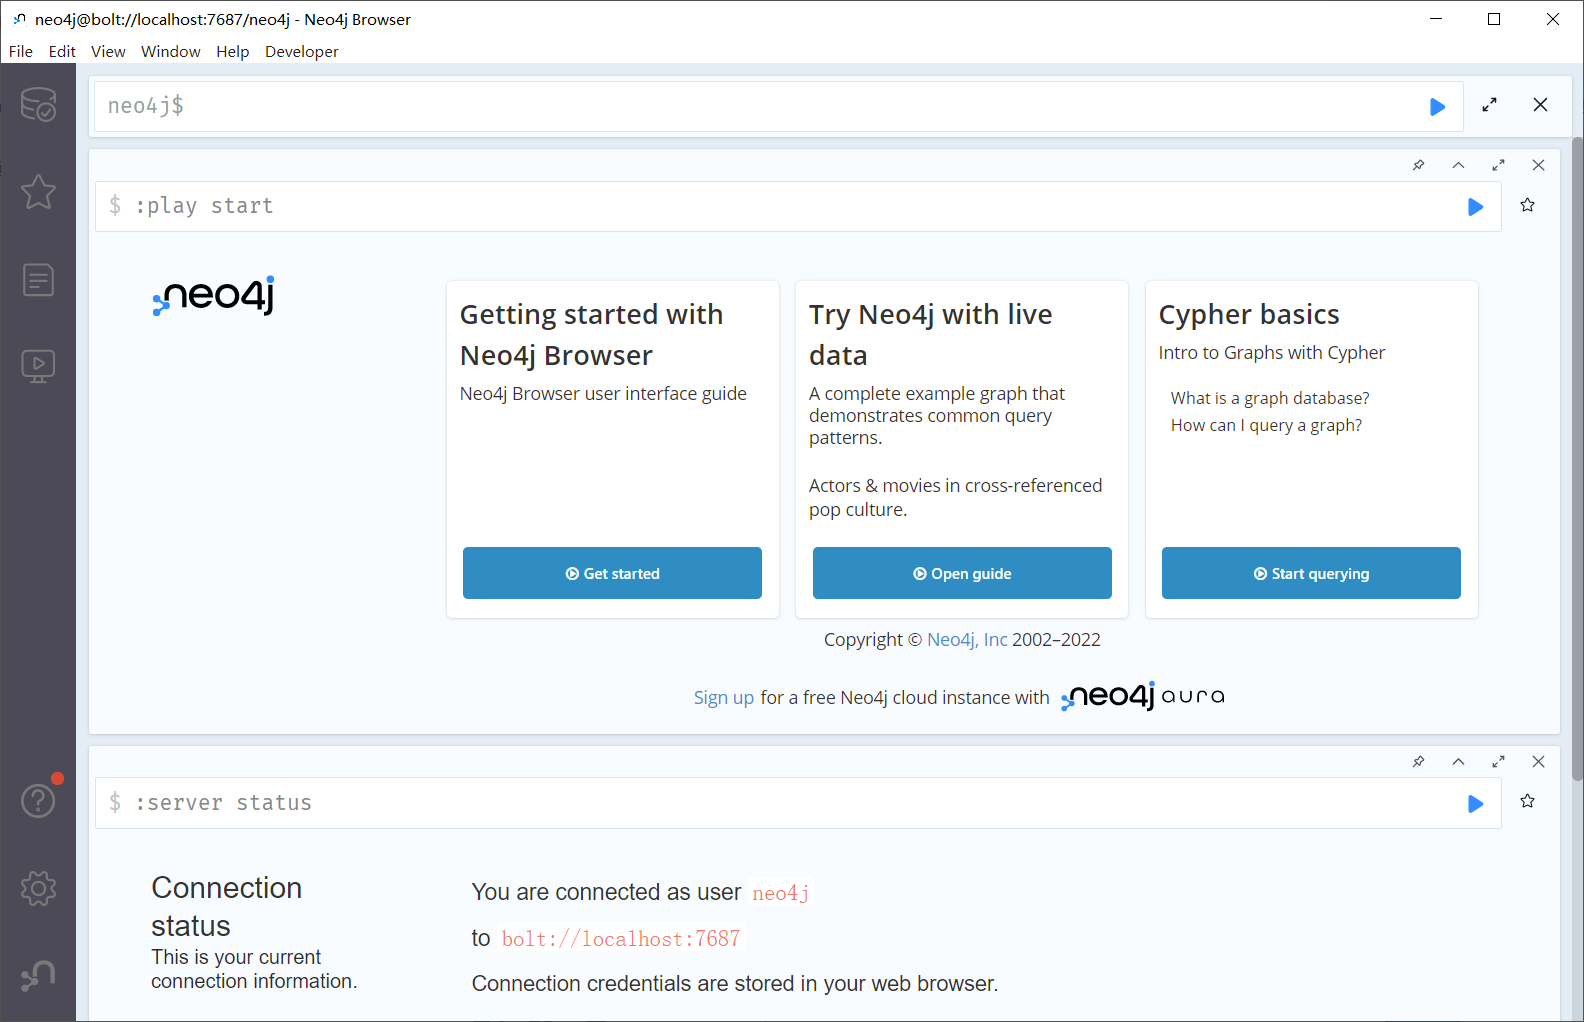 neo4j@bolt://localhost:7687/neo4j - Neo4j Browser
File Edit View Window Help Developer
neo4j$
$ :play start
neo4j
Getting started with
Neo4j Browser
Neo4j Browser user interface guide
Get started
Try Neo4j with live
data
A complete example graph that
demonstrates common query
patterns.
Actors & movies in cross-referenced
pop culture.
Open guide
Cypher basics
Intro to Graphs with Cypher
What is a graph database?
How can I query a graph?
Start querying
Copyright © Neo4j, Inc 2002–2022
Sign up for a free Neo4j cloud instance with neo4j aura
$ :server status
Connection
status
This is your current
connection information.
You are connected as user neo4j
to bolt://localhost:7687
Connection credentials are stored in your web browser.